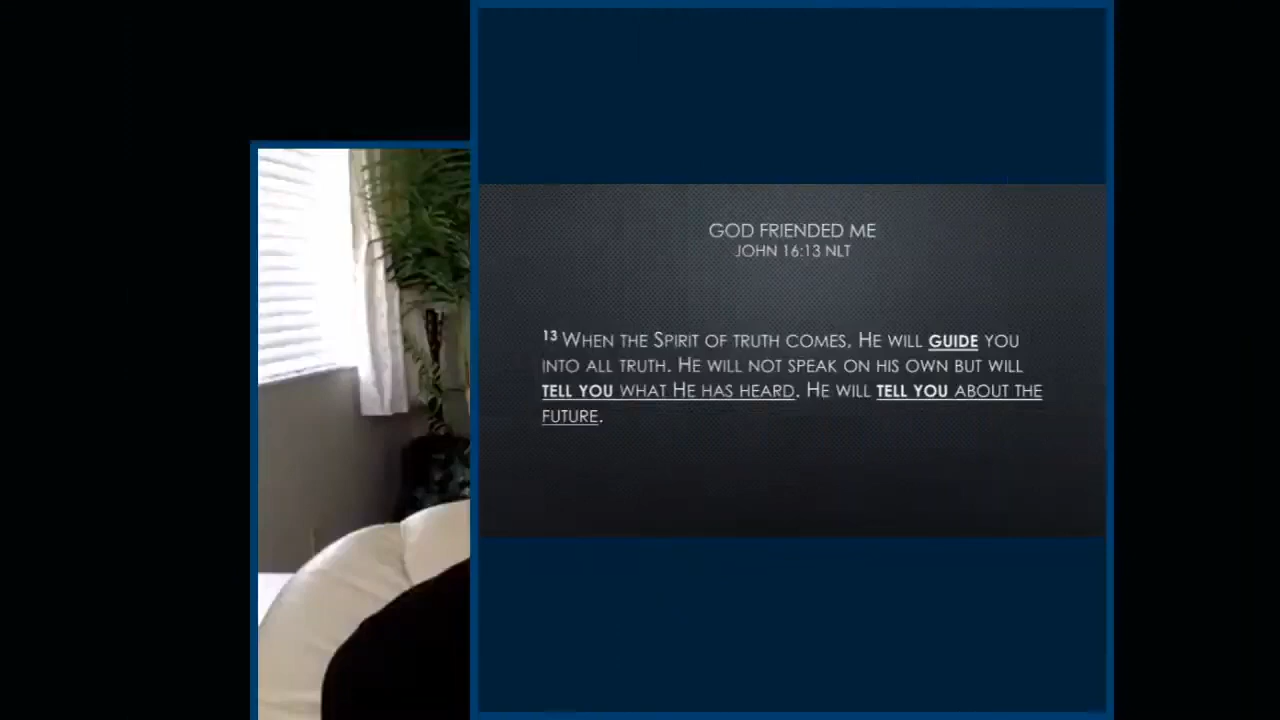 GOD FRIENDED ME
JOHN 16:13 NLT
13 WHEN THE SPIRIT OF TRUTH COMES, HE WILL GUIDE YOU
INTO ALL TRUTH. HE WILL NOT SPEAK ON HIS OWN BUT WILL
TELL YOU WHAT HE HAS HEARD. HE WILL TELL YOU ABOUT THE
FUTURE.